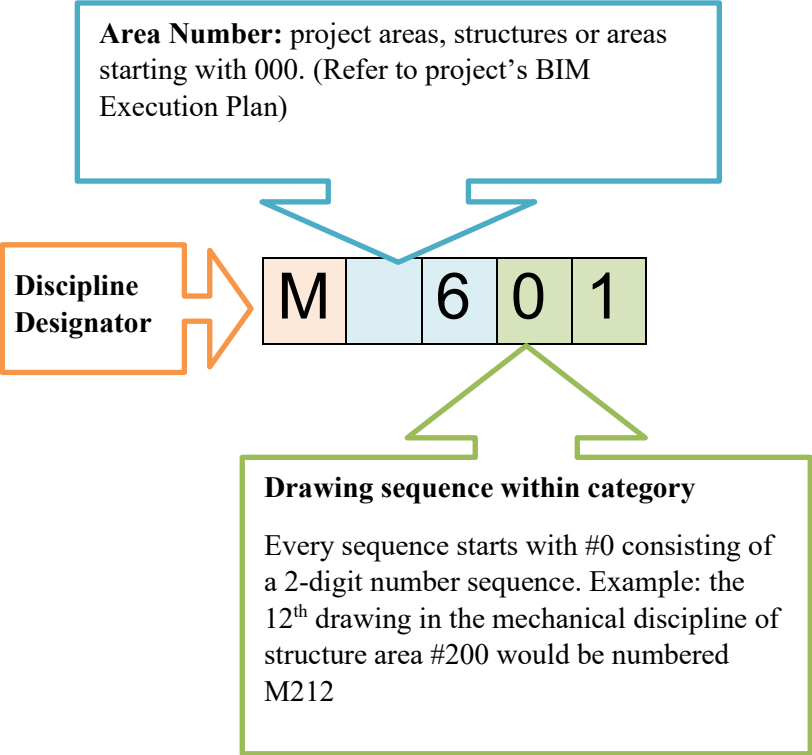 Area Number: project areas, structures or areas
starting with 000. (Refer to project’s BIM
Execution Plan)
Discipline
Designator
M 6 0 1
Drawing sequence within category
Every sequence starts with #0 consisting of
a 2-digit number sequence. Example: the
12th drawing in the mechanical discipline of
structure area #200 would be numbered
M212